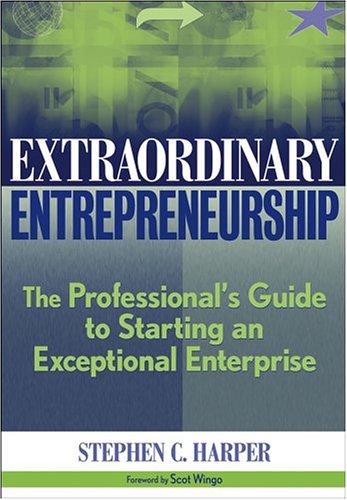 EXTRAORDINARY
ENTREPRENEURSHIP
The Professional's Guide
to Starting an
Exceptional Enterprise
STEPHEN C. HARPER
Foreword by Scot Wingo